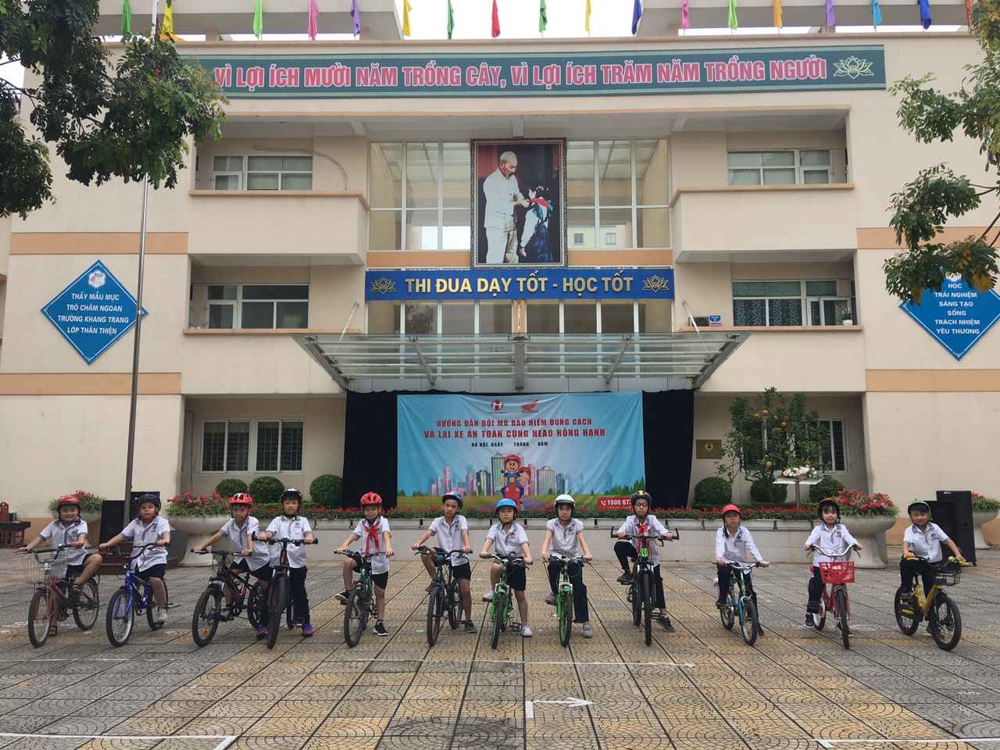 VÌ LỢI ÍCH MƯỜI NĂM TRỒNG CÂY, VÌ LỢI ÍCH TRĂM NĂM TRỒNG NGƯỜI
THI ĐUA DẠY TỐT - HỌC TỐT
THẦY MẪU MỰC
TRÒ CHĂM NGOAN
TRƯỜNG KHANG TRANG
LỚP THÂN THIỆN
HỌC
TRẢI NGHIỆM
SÁNG TẠO
SỐNG
TRÁCH NHIỆM
YÊU THƯƠNG
HONDA
HƯỚNG DẪN ĐỘI MŨ BẢO HIỂM ĐÚNG CÁCH
VÀ LÁI XE AN TOÀN CÙNG HEAD HỒNG HẠNH
HÀ NỘI, NGÀY THÁNG NĂM
1800 67